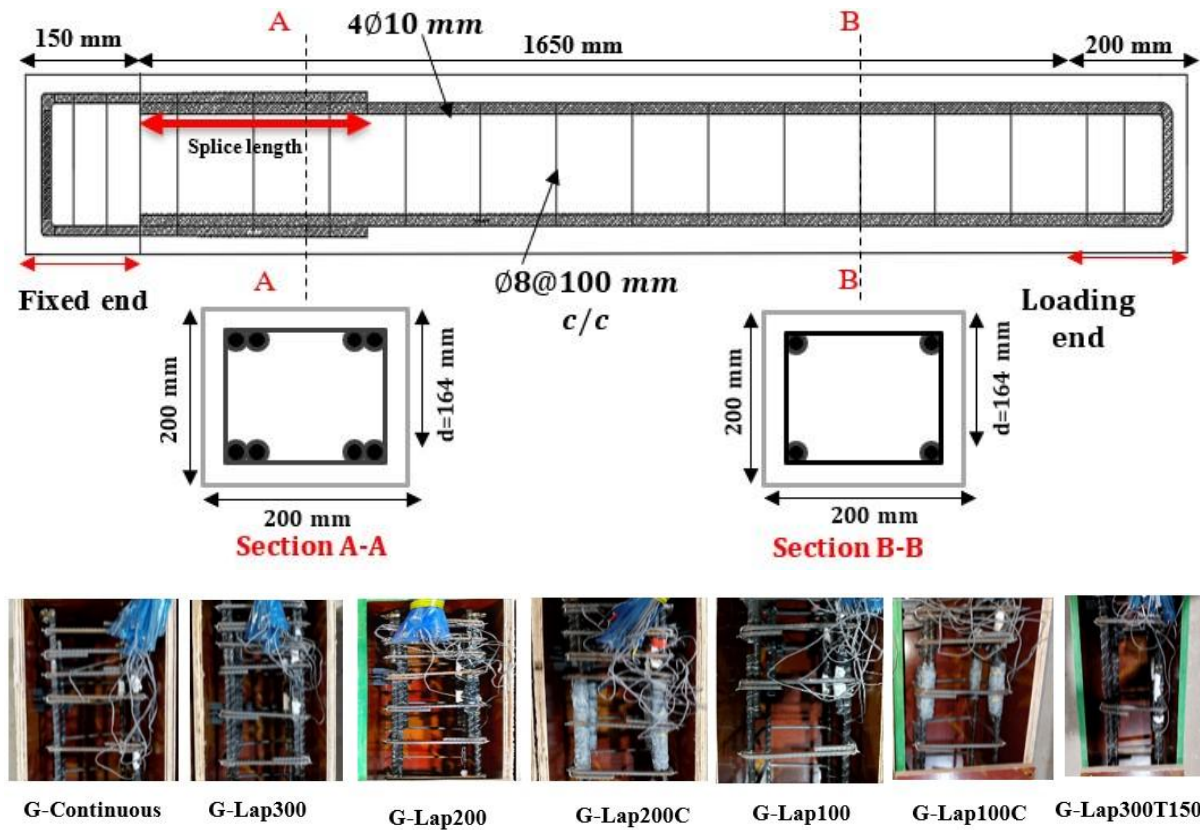 A
B
4Ø10 mm
150 mm
1650 mm
200 mm
Splice length
A
B
Fixed end
Ø8@100 mm
c/c
Loading
end
200 mm
d=164 mm
200 mm
d=164 mm
200 mm
200 mm
Section A-A
Section B-B
G-Continuous
G-Lap300
G-Lap200
G-Lap200C
G-Lap100
G-Lap100C
G-Lap300T150